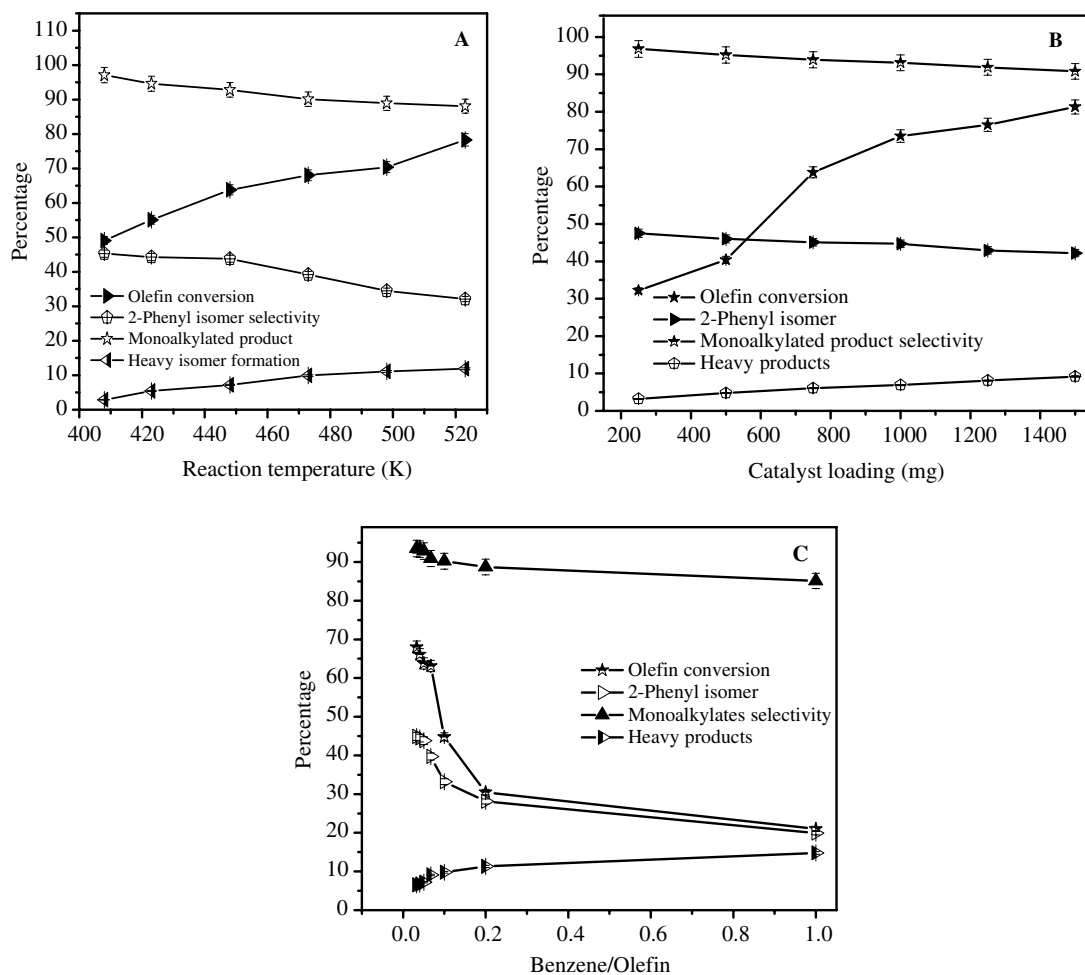 A
110
100
90
80
70
60
50
40
30
20
10
0
Percentage
Olefin conversion
2-Phenyl isomer selectivity
Monoalkylated product
Heavy isomer formation
400 420 440 460 480 500 520
Reaction temperature (K)
B
100
90
80
70
60
50
40
30
20
10
0
Percentage
Olefin conversion
2-Phenyl isomer
Monoalkylated product selectivity
Heavy products
200 400 600 800 1000 1200 1400
Catalyst loading (mg)
C
90
80
70
60
50
40
30
20
10
0
Percentage
Olefin conversion
2-Phenyl isomer
Monoalkylates selectivity
Heavy products
0.0 0.2 0.4 0.6 0.8 1.0
Benzene/Olefin